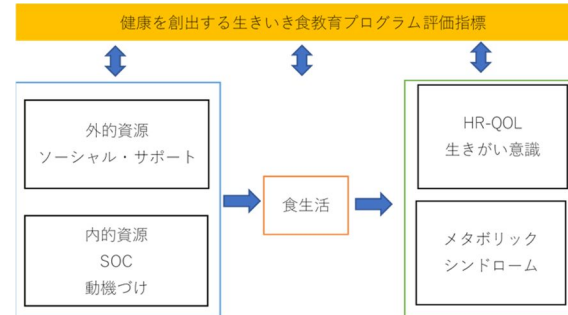 健康を創出する生きいき食教育プログラム評価指標
外的資源
ソーシャル・サポート
内的資源
SOC
動機づけ
食生活
HR-QOL
生きがい意識
メタボリック
シンドローム